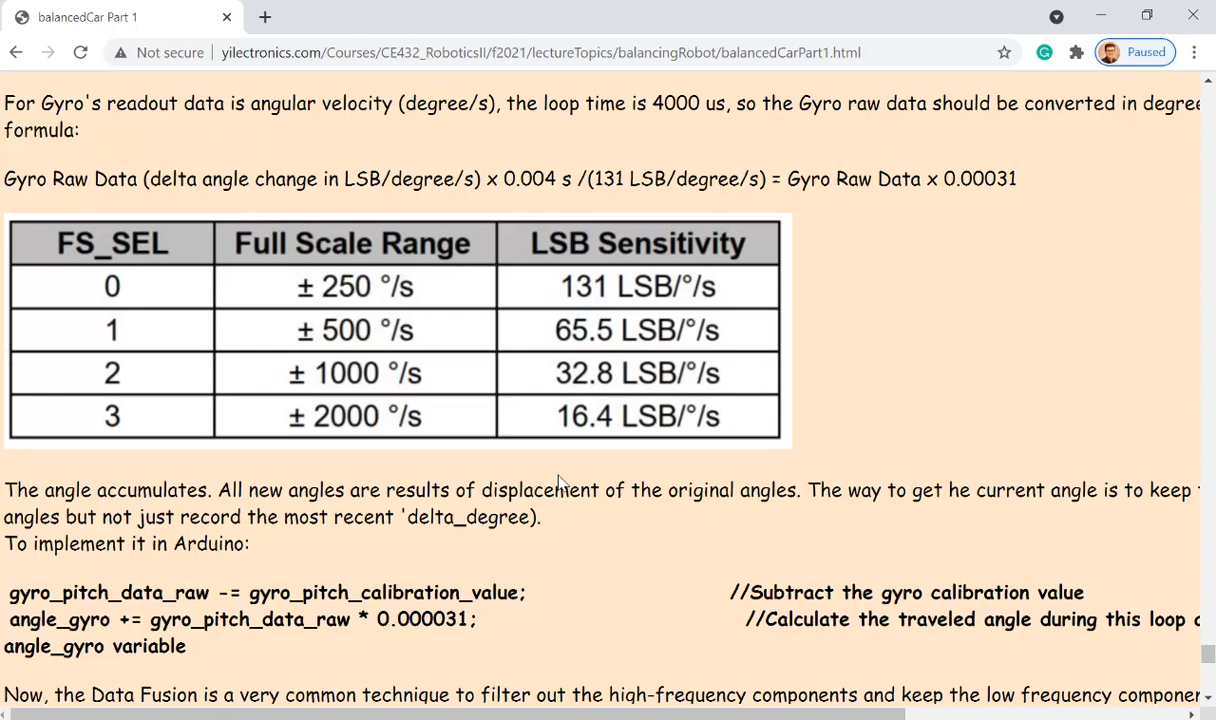 balancedCar Part 1
Not secure yilectronics.com/Courses/CE432_RoboticsII/f2021/lectureTopics/balancingRobot/balancedCarPart1.html Paused
For Gyro's readout data is angular velocity (degree/s), the loop time is 4000 us, so the Gyro raw data should be converted in degree
formula:
Gyro Raw Data (delta angle change in LSB/degree/s) x 0.004 s /(131 LSB/degree/s) = Gyro Raw Data x 0.00031
FS_SEL Full Scale Range LSB Sensitivity
0 ± 250 °/s 131 LSB/°/s
1 ± 500 °/s 65.5 LSB/°/s
2 ± 1000 °/s 32.8 LSB/°/s
3 ± 2000 °/s 16.4 LSB/°/s
The angle accumulates. All new angles are results of displacement of the original angles. The way to get he current angle is to keep
angles but not just record the most recent 'delta_degree).
To implement it in Arduino:
gyro_pitch_data_raw -= gyro_pitch_calibration_value; //Subtract the gyro calibration value
angle_gyro += gyro_pitch_data_raw * 0.000031; //Calculate the traveled angle during this loop
angle_gyro variable
Now, the Data Fusion is a very common technique to filter out the high-frequency components and keep the low frequency componen